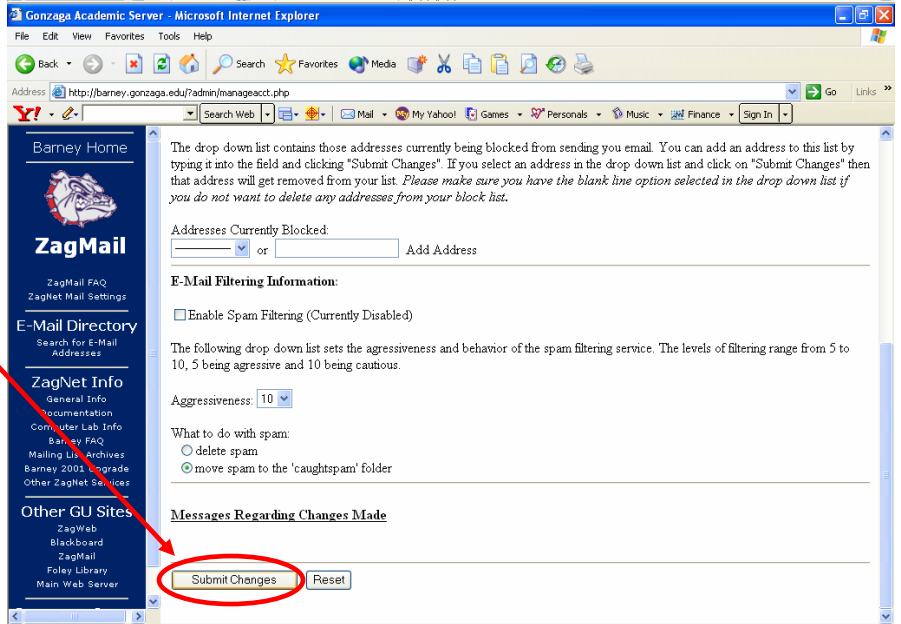 Gonzaga Academic Server - Microsoft Internet Explorer
File Edit View Favorites Tools Help
Back Search Favorites Media
Address http://barney.gonzaga.edu/?admin/manageacct.php Go Links »
Y! Search Web Mail My Yahoo! Games Personals Music Finance Sign In
Barney Home
ZagMail
ZagMail FAQ
ZagNet Mail Settings
E-Mail Directory
Search for E-Mail
Addresses
ZagNet Info
General Info
Documentation
Computer Lab Info
Barney FAQ
Mailing List Archives
Barney 2001 Upgrade
Other ZagNet Services
Other GU Sites
ZagWeb
Blackboard
ZagMail
Foley Library
Main Web Server
The drop down list contains those addresses currently being blocked from sending you email. You can add an address to this list by
typing it into the field and clicking "Submit Changes". If you select an address in the drop down list and click on "Submit Changes" then
that address will get removed from your list. Please make sure you have the blank line option selected in the drop down list if
you do not want to delete any addresses from your block list.
Addresses Currently Blocked:
or Add Address
E-Mail Filtering Information:
Enable Spam Filtering (Currently Disabled)
The following drop down list sets the agressiveness and behavior of the spam filtering service. The levels of filtering range from 5 to
10, 5 being agressive and 10 being cautious.
Aggressiveness: 10
What to do with spam:
delete spam
move spam to the 'caughtspam' folder
Messages Regarding Changes Made
Submit Changes Reset